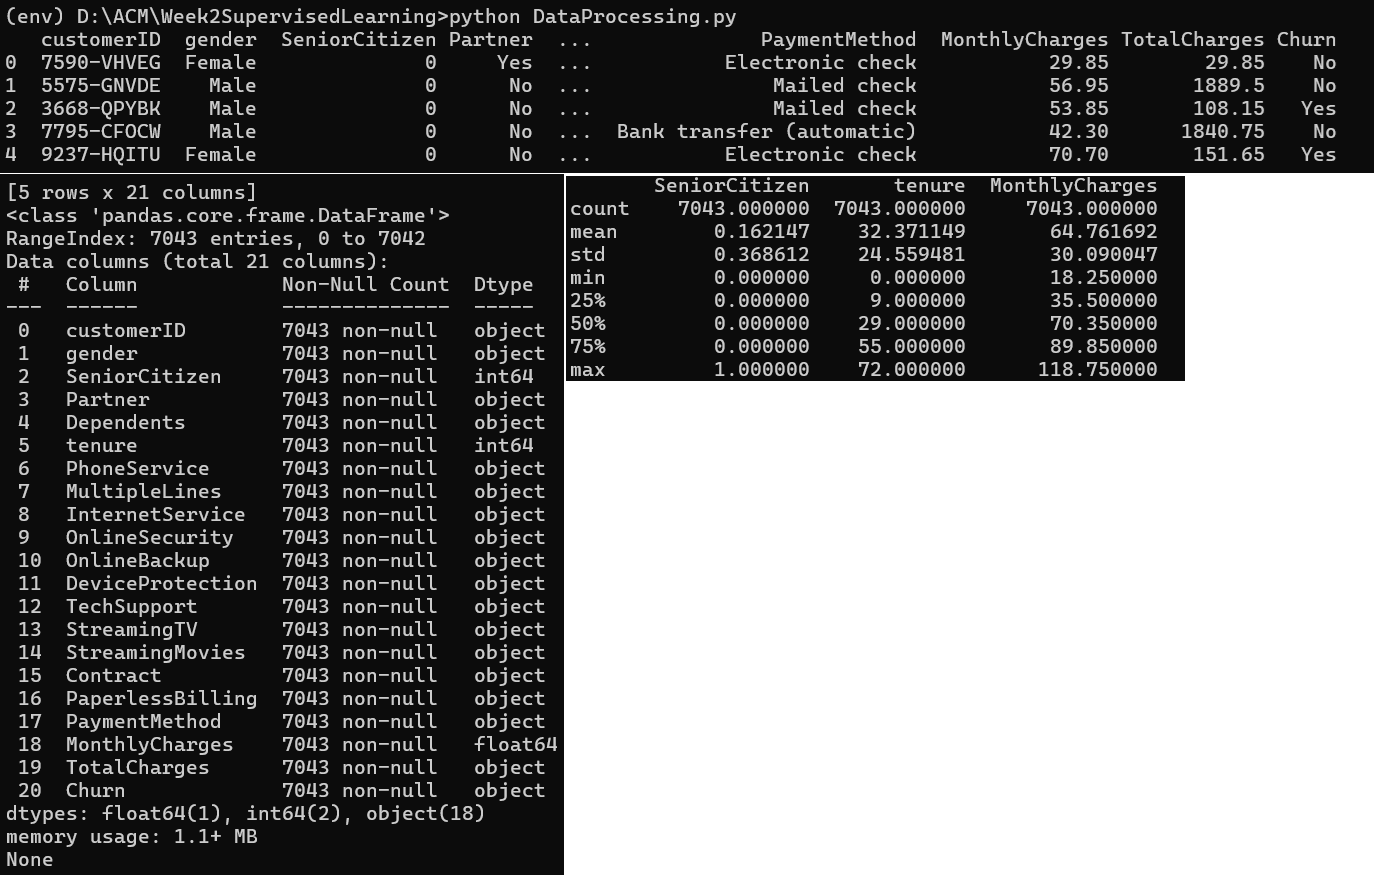 (env) D:\ACM\Week2SupervisedLearning>python DataProcessing.py
   customerID  gender  SeniorCitizen Partner  ...              PaymentMethod  MonthlyCharges TotalCharges Churn
0  7590-VHVEG  Female              0     Yes  ...           Electronic check           29.85        29.85    No
1  5575-GNVDE    Male              0      No  ...               Mailed check           56.95       1889.5    No
2  3668-QPYBK    Male              0      No  ...               Mailed check           53.85       108.15   Yes
3  7795-CFOCW    Male              0      No  ...  Bank transfer (automatic)           42.30      1840.75    No
4  9237-HQITU  Female              0      No  ...           Electronic check           70.70       151.65   Yes
[5 rows x 21 columns]
<class 'pandas.core.frame.DataFrame'>
RangeIndex: 7043 entries, 0 to 7042
Data columns (total 21 columns):
 #   Column            Non-Null Count  Dtype
---  ------            --------------  -----
 0   customerID        7043 non-null   object
 1   gender            7043 non-null   object
 2   SeniorCitizen     7043 non-null   int64
 3   Partner           7043 non-null   object
 4   Dependents        7043 non-null   object
 5   tenure            7043 non-null   int64
 6   PhoneService      7043 non-null   object
 7   MultipleLines     7043 non-null   object
 8   InternetService   7043 non-null   object
 9   OnlineSecurity    7043 non-null   object
 10  OnlineBackup      7043 non-null   object
 11  DeviceProtection  7043 non-null   object
 12  TechSupport       7043 non-null   object
 13  StreamingTV       7043 non-null   object
 14  StreamingMovies   7043 non-null   object
 15  Contract          7043 non-null   object
 16  PaperlessBilling  7043 non-null   object
 17  PaymentMethod     7043 non-null   object
 18  MonthlyCharges    7043 non-null   float64
 19  TotalCharges      7043 non-null   object
 20  Churn             7043 non-null   object
dtypes: float64(1), int64(2), object(18)
memory usage: 1.1+ MB
None
       SeniorCitizen       tenure  MonthlyCharges
count    7043.000000  7043.000000     7043.000000
mean        0.162147    32.371149       64.761692
std         0.368612    24.559481       30.090047
min         0.000000     0.000000       18.250000
25%         0.000000     9.000000       35.500000
50%         0.000000    29.000000       70.350000
75%         0.000000    55.000000       89.850000
max         1.000000    72.000000      118.750000